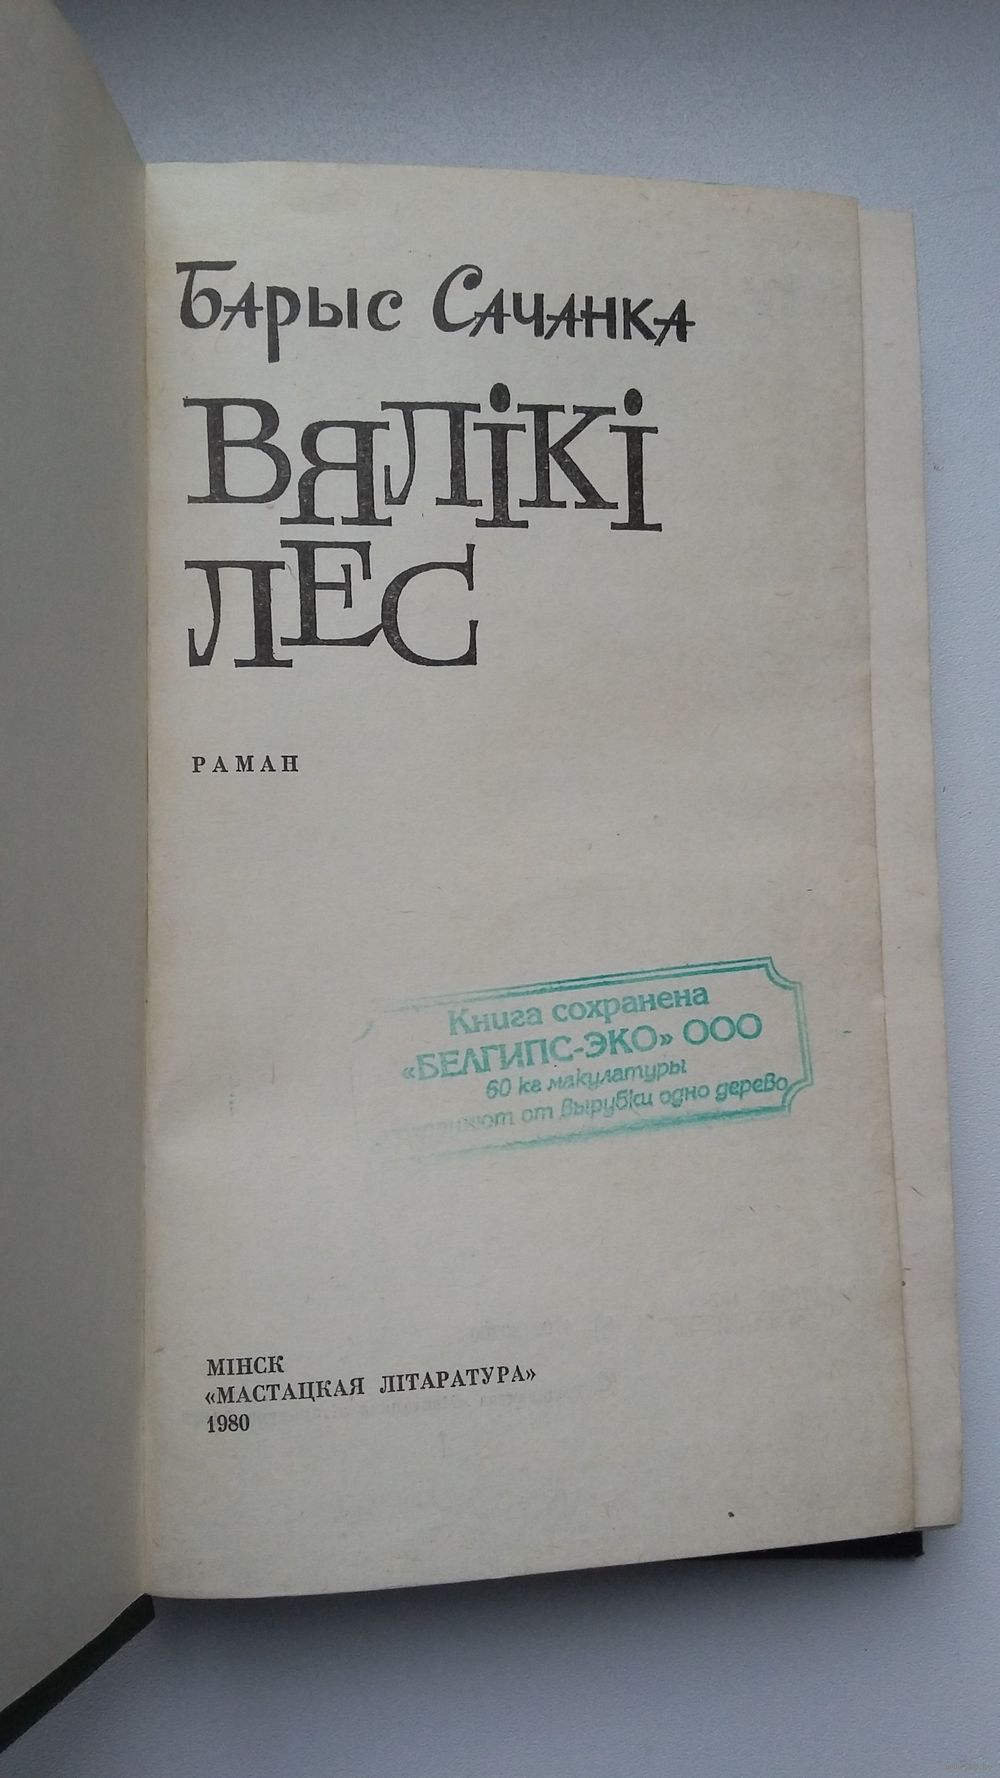 Барыс Сачанка
Вялікі
лес
РАМАН
Книга сохранена
«БЕЛГИПС-ЭКО» ООО
60 кг макулатуры
от вырубки одно дерево
МІНСК
«МАСТАЦКАЯ ЛІТАРАТУРА»
1980